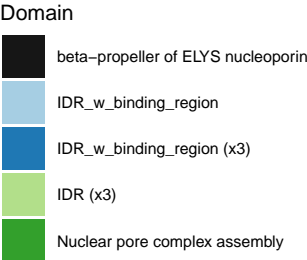 Domain
beta−propeller of ELYS nucleoporin
IDR_w_binding_region
IDR_w_binding_region (x3)
IDR (x3)
Nuclear pore complex assembly